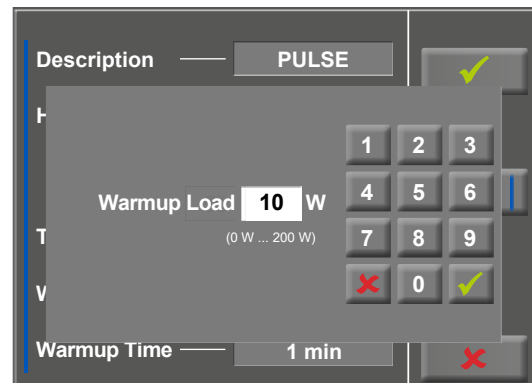 Description PULSE
H
1 2 3
Warmup Load 10 W 4 5 6
(0 W ... 200 W)
T 7 8 9
0
W
Warmup Time 1 min